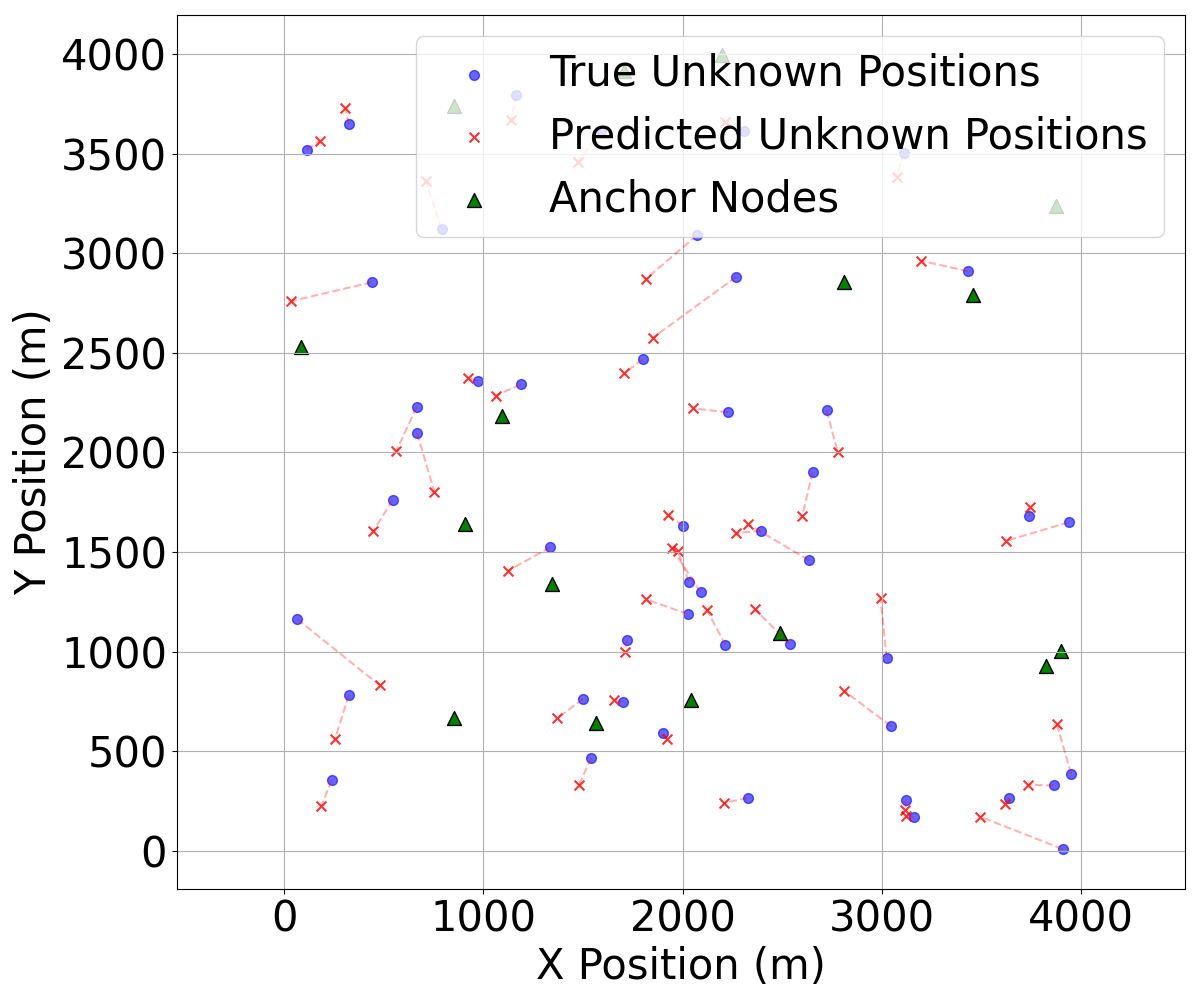 True Unknown Positions
Predicted Unknown Positions
Anchor Nodes
4000
3500
3000
2500
2000
1500
1000
500
0
Y Position (m)
0 1000 2000 3000 4000
X Position (m)